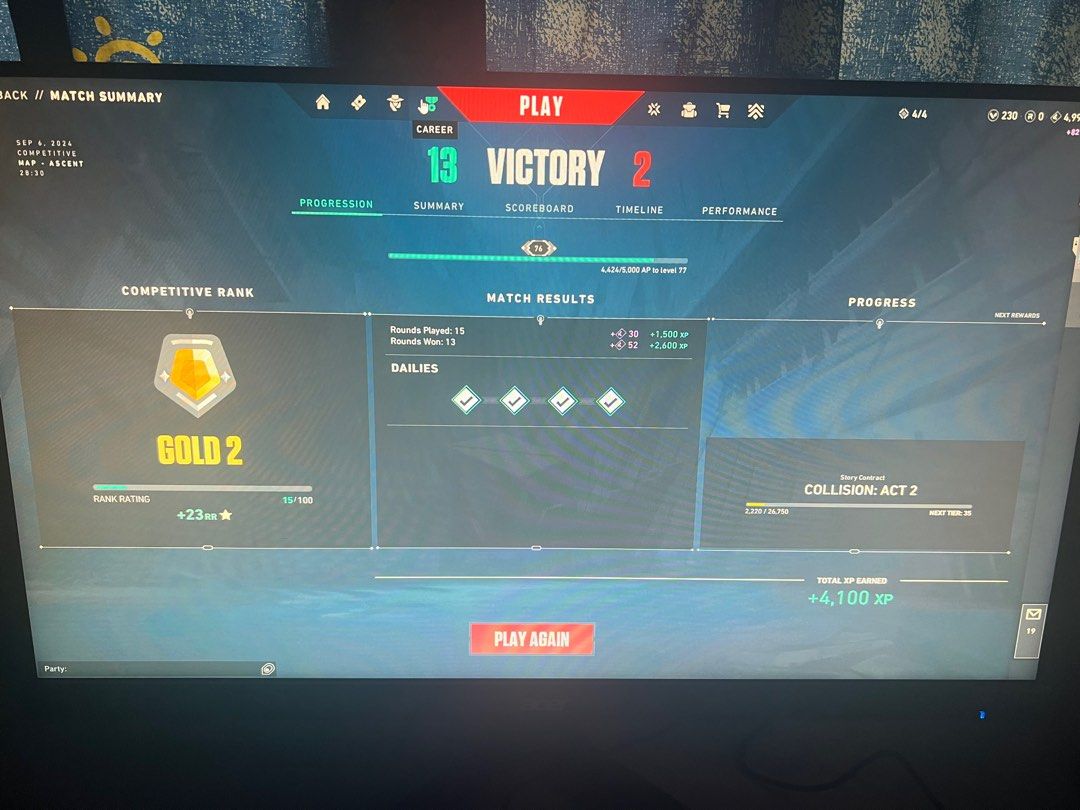 BACK // MATCH SUMMARY
PLAY
4/4
230
0
+82
CAREER
SEP 6, 2024
COMPETITIVE
MAP - ASCENT
28:30
13 VICTORY 2
PROGRESSION SUMMARY SCOREBOARD TIMELINE PERFORMANCE
76
4,424/5,000 AP to level 77
COMPETITIVE RANK
GOLD 2
RANK RATING 15/100
+23 RR
MATCH RESULTS
Rounds Played: 15 + 30 +1,500 XP
Rounds Won: 13 + 52 +2,600 XP
DAILIES
PROGRESS
NEXT REWARDS
Story Contract
COLLISION: ACT 2
2,220 / 26,750 NEXT TIER: 35
TOTAL XP EARNED
+4,100 XP
PLAY AGAIN
19
Party:
acer